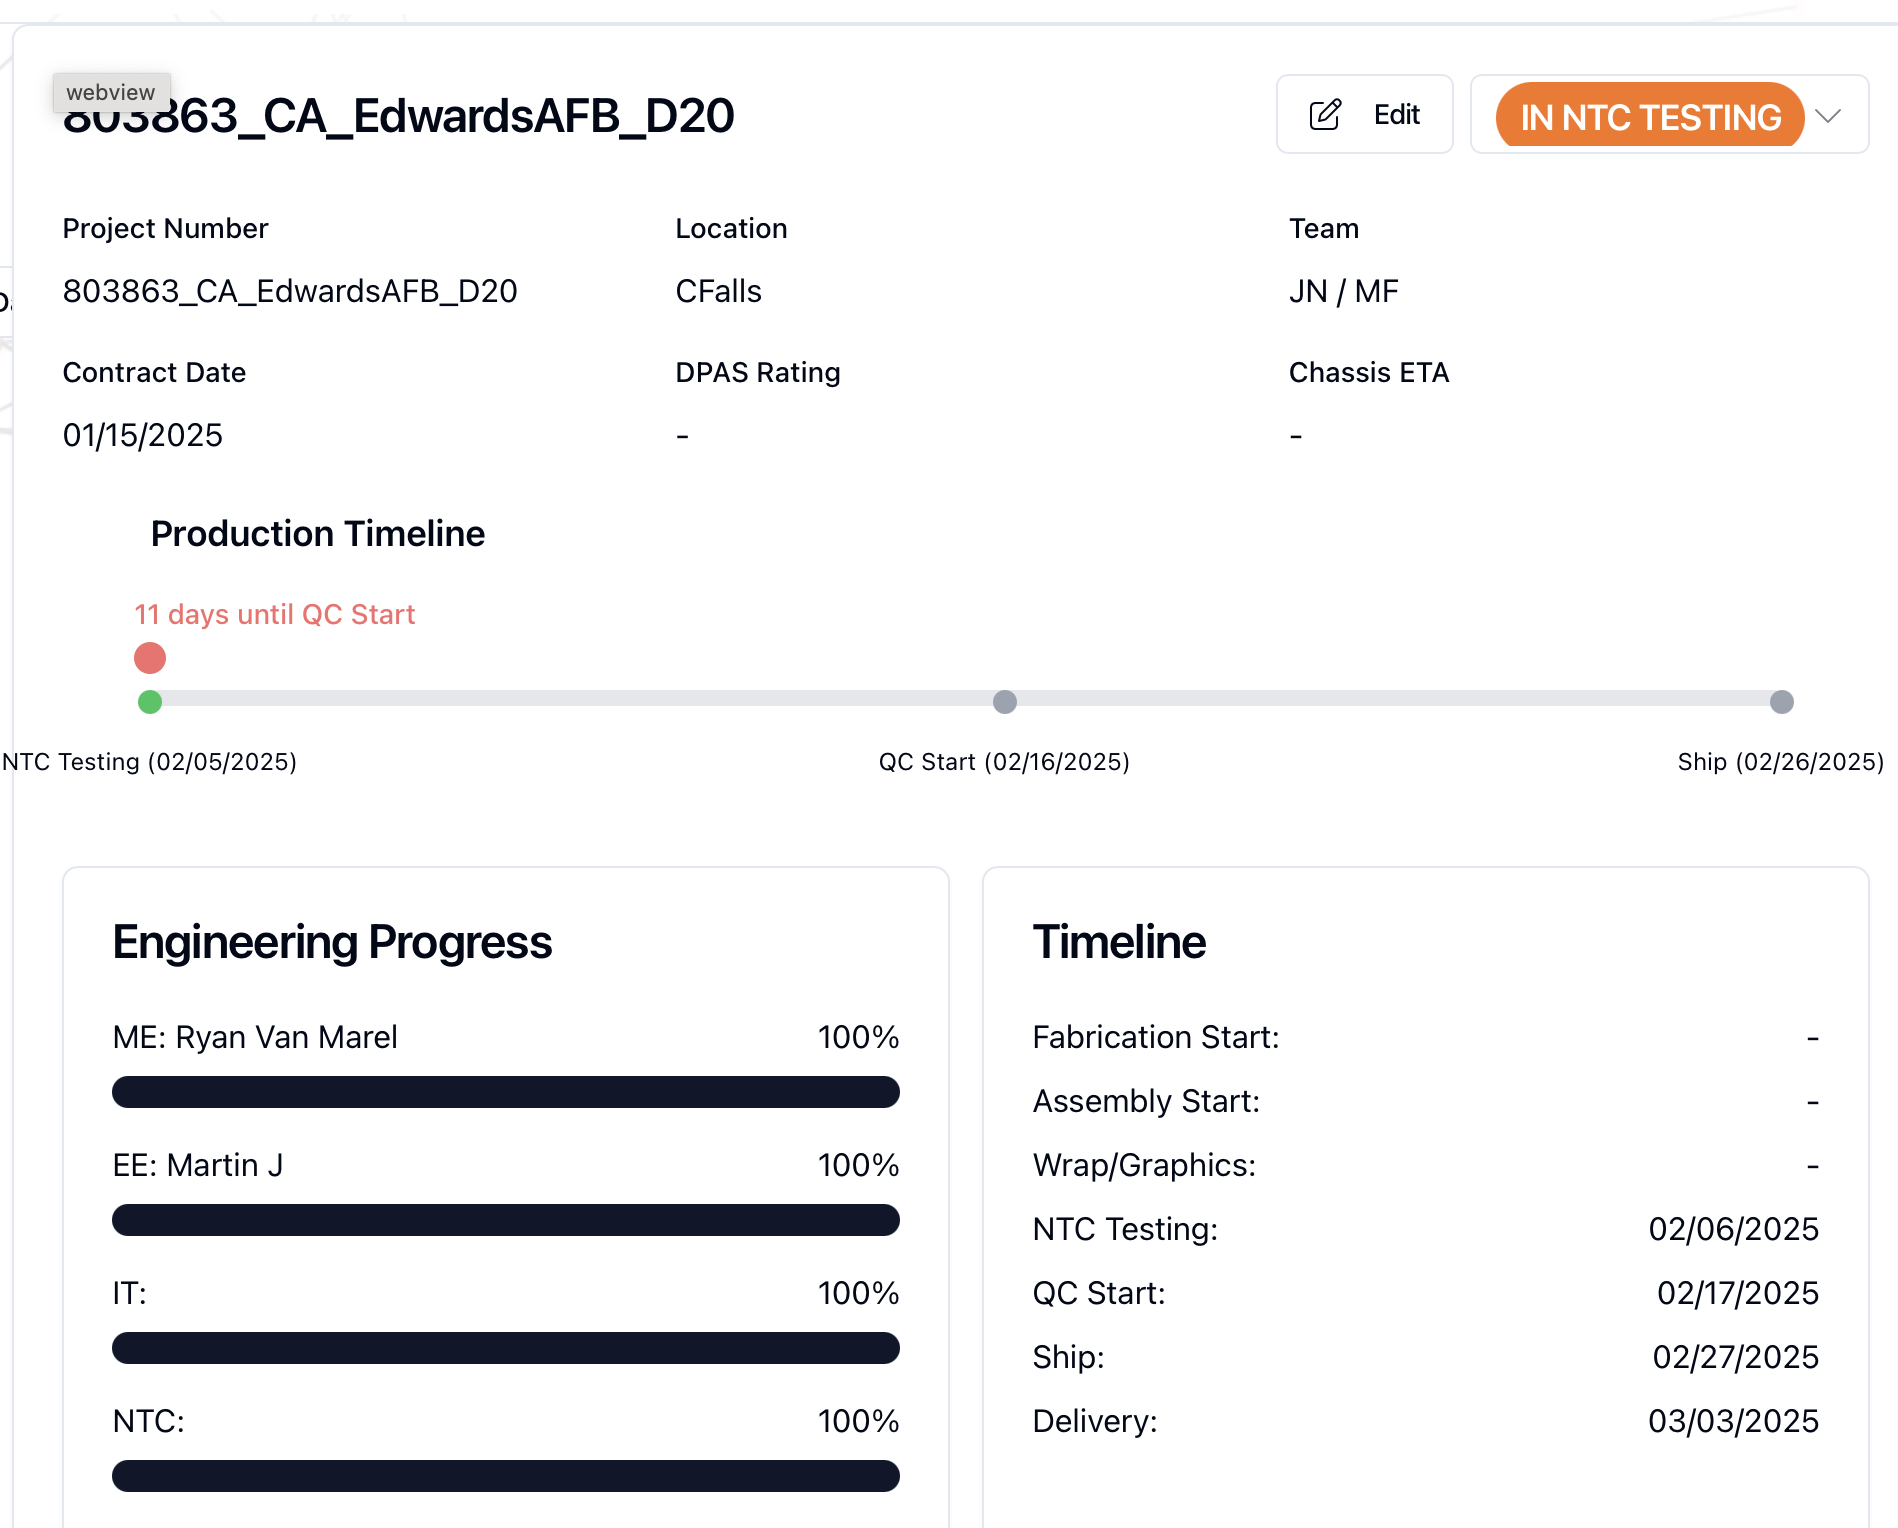 webview
803863_CA_EdwardsAFB_D20
Edit
IN NTC TESTING
Project Number
Location
Team
803863_CA_EdwardsAFB_D20
CFalls
JN / MF
Contract Date
DPAS Rating
Chassis ETA
01/15/2025
-
-
Production Timeline
11 days until QC Start
NTC Testing (02/05/2025)
QC Start (02/16/2025)
Ship (02/26/2025)
Engineering Progress
ME: Ryan Van Marel 100%
EE: Martin J 100%
IT: 100%
NTC: 100%
Timeline
Fabrication Start: -
Assembly Start: -
Wrap/Graphics: -
NTC Testing: 02/06/2025
QC Start: 02/17/2025
Ship: 02/27/2025
Delivery: 03/03/2025